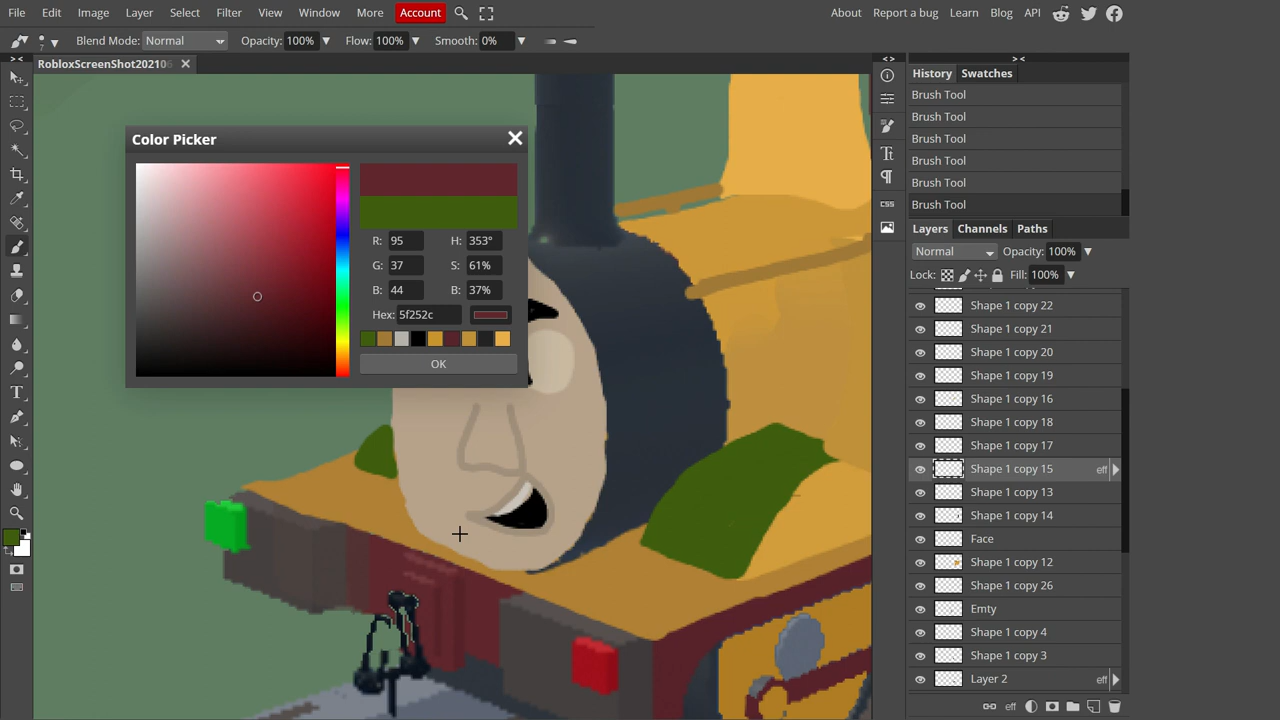 File Edit Image Layer Select Filter View Window More Account About Report a bug Learn Blog API
7 Blend Mode: Normal Opacity: 100% Flow: 100% Smooth: 0%
RobloxScreenShot202106
History Swatches
Brush Tool
Brush Tool
Brush Tool
Brush Tool
Brush Tool
Brush Tool
Color Picker
R: 95 H: 353°
G: 37 S: 61%
B: 44 B: 37%
Hex: 5f252c
OK
CSS
Layers Channels Paths
Normal Opacity: 100%
Lock: Fill: 100%
Shape 1 copy 22
Shape 1 copy 21
Shape 1 copy 20
Shape 1 copy 19
Shape 1 copy 16
Shape 1 copy 18
Shape 1 copy 17
Shape 1 copy 15 eff
Shape 1 copy 13
Shape 1 copy 14
Face
Shape 1 copy 12
Shape 1 copy 26
Emty
Shape 1 copy 4
Shape 1 copy 3
Layer 2 eff
eff